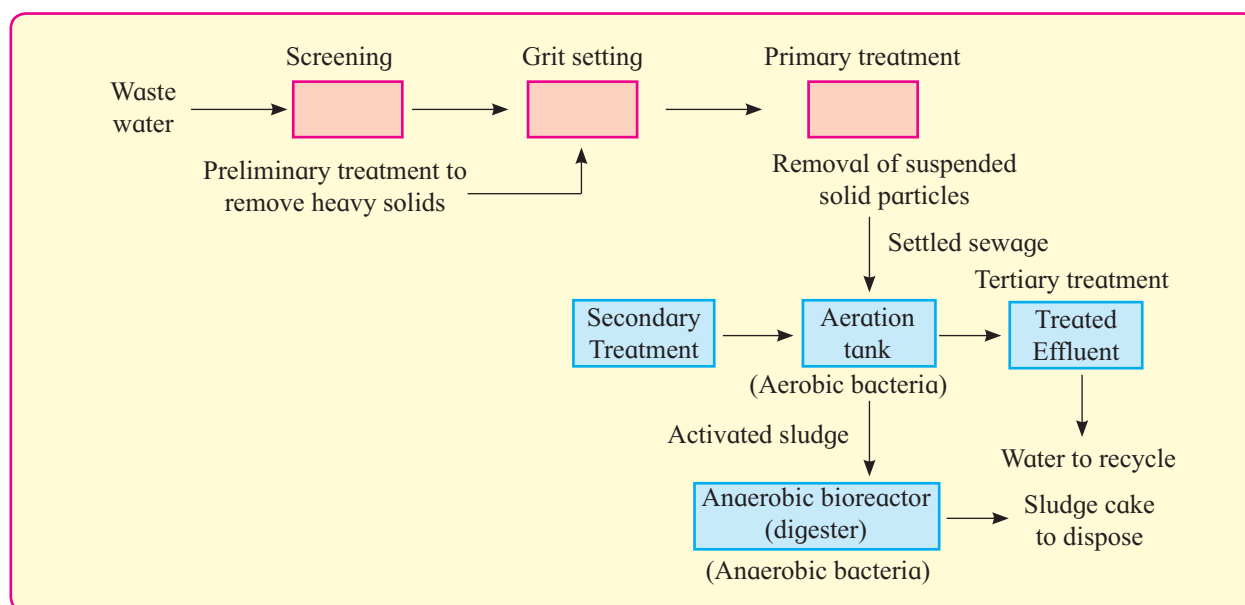 Screening
Grit setting
Primary treatment
Waste
water
Preliminary treatment to
remove heavy solids
Removal of suspended
solid particles
Settled sewage
Tertiary treatment
Secondary
Treatment
Aeration
tank
Treated
Effluent
(Aerobic bacteria)
Activated sludge
Water to recycle
Anaerobic bioreactor
(digester)
Sludge cake
to dispose
(Anaerobic bacteria)